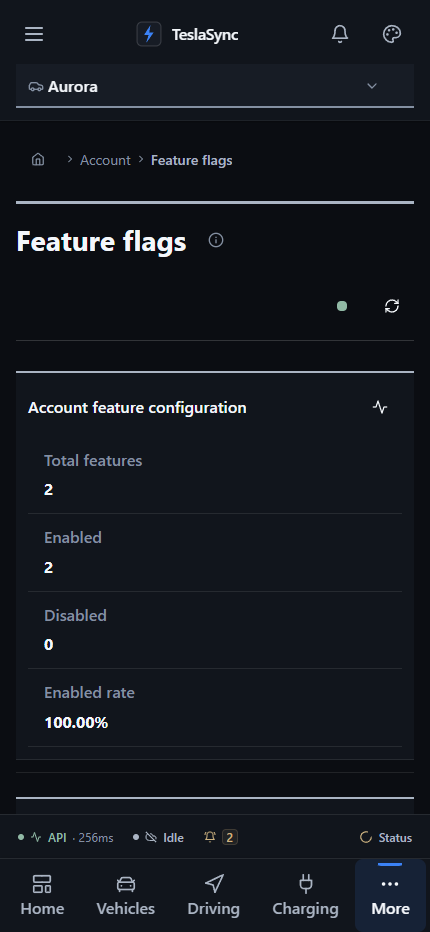 TeslaSync
Aurora
Account
Feature flags
Feature flags
Account feature configuration
Total features
2
Enabled
2
Disabled
0
Enabled rate
100.00%
API · 256ms
Idle
2
Status
Home
Vehicles
Driving
Charging
More